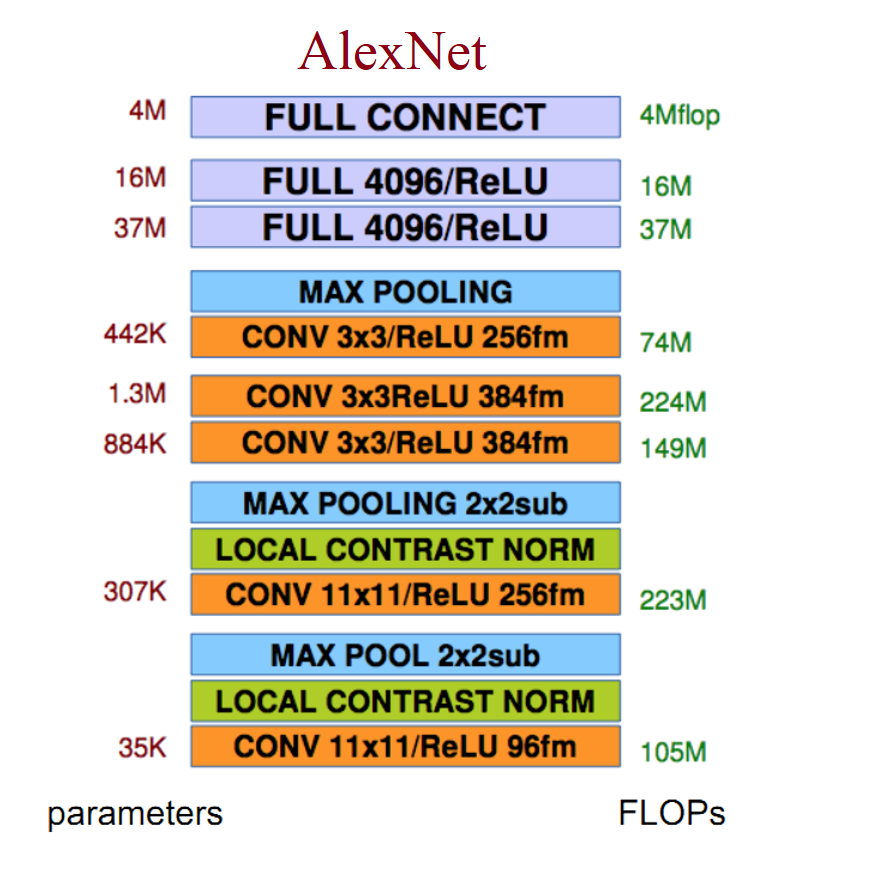 AlexNet
4M FULL CONNECT 4Mflop
16M FULL 4096/ReLU 16M
37M FULL 4096/ReLU 37M
MAX POOLING
442K CONV 3x3/ReLU 256fm 74M
1.3M CONV 3x3ReLU 384fm 224M
884K CONV 3x3/ReLU 384fm 149M
MAX POOLING 2x2sub
LOCAL CONTRAST NORM
307K CONV 11x11/ReLU 256fm 223M
MAX POOL 2x2sub
LOCAL CONTRAST NORM
35K CONV 11x11/ReLU 96fm 105M
parameters FLOPs